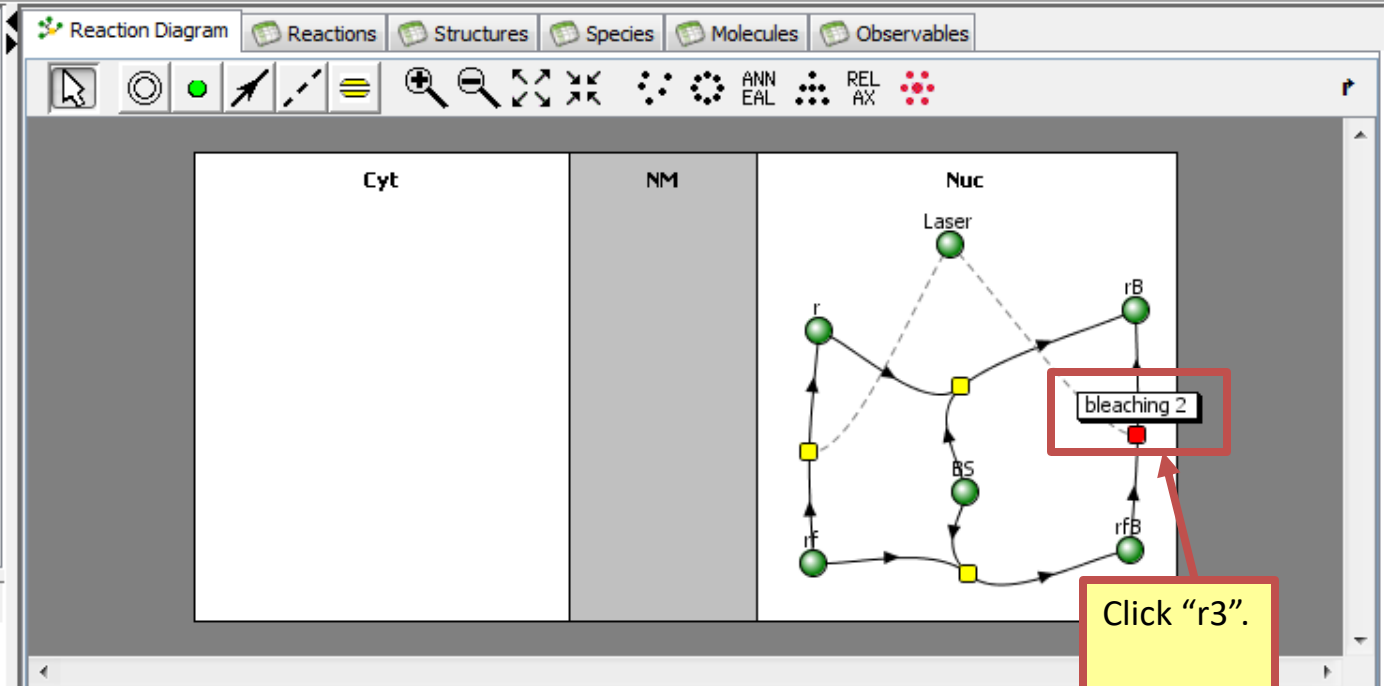 Reaction Diagram Reactions Structures Species Molecules Observables
ANN
EAL
REL
AX
Cyt NM Nuc
Laser
rB
r
bleaching 2
BS
rf
rfB
Click “r3”.